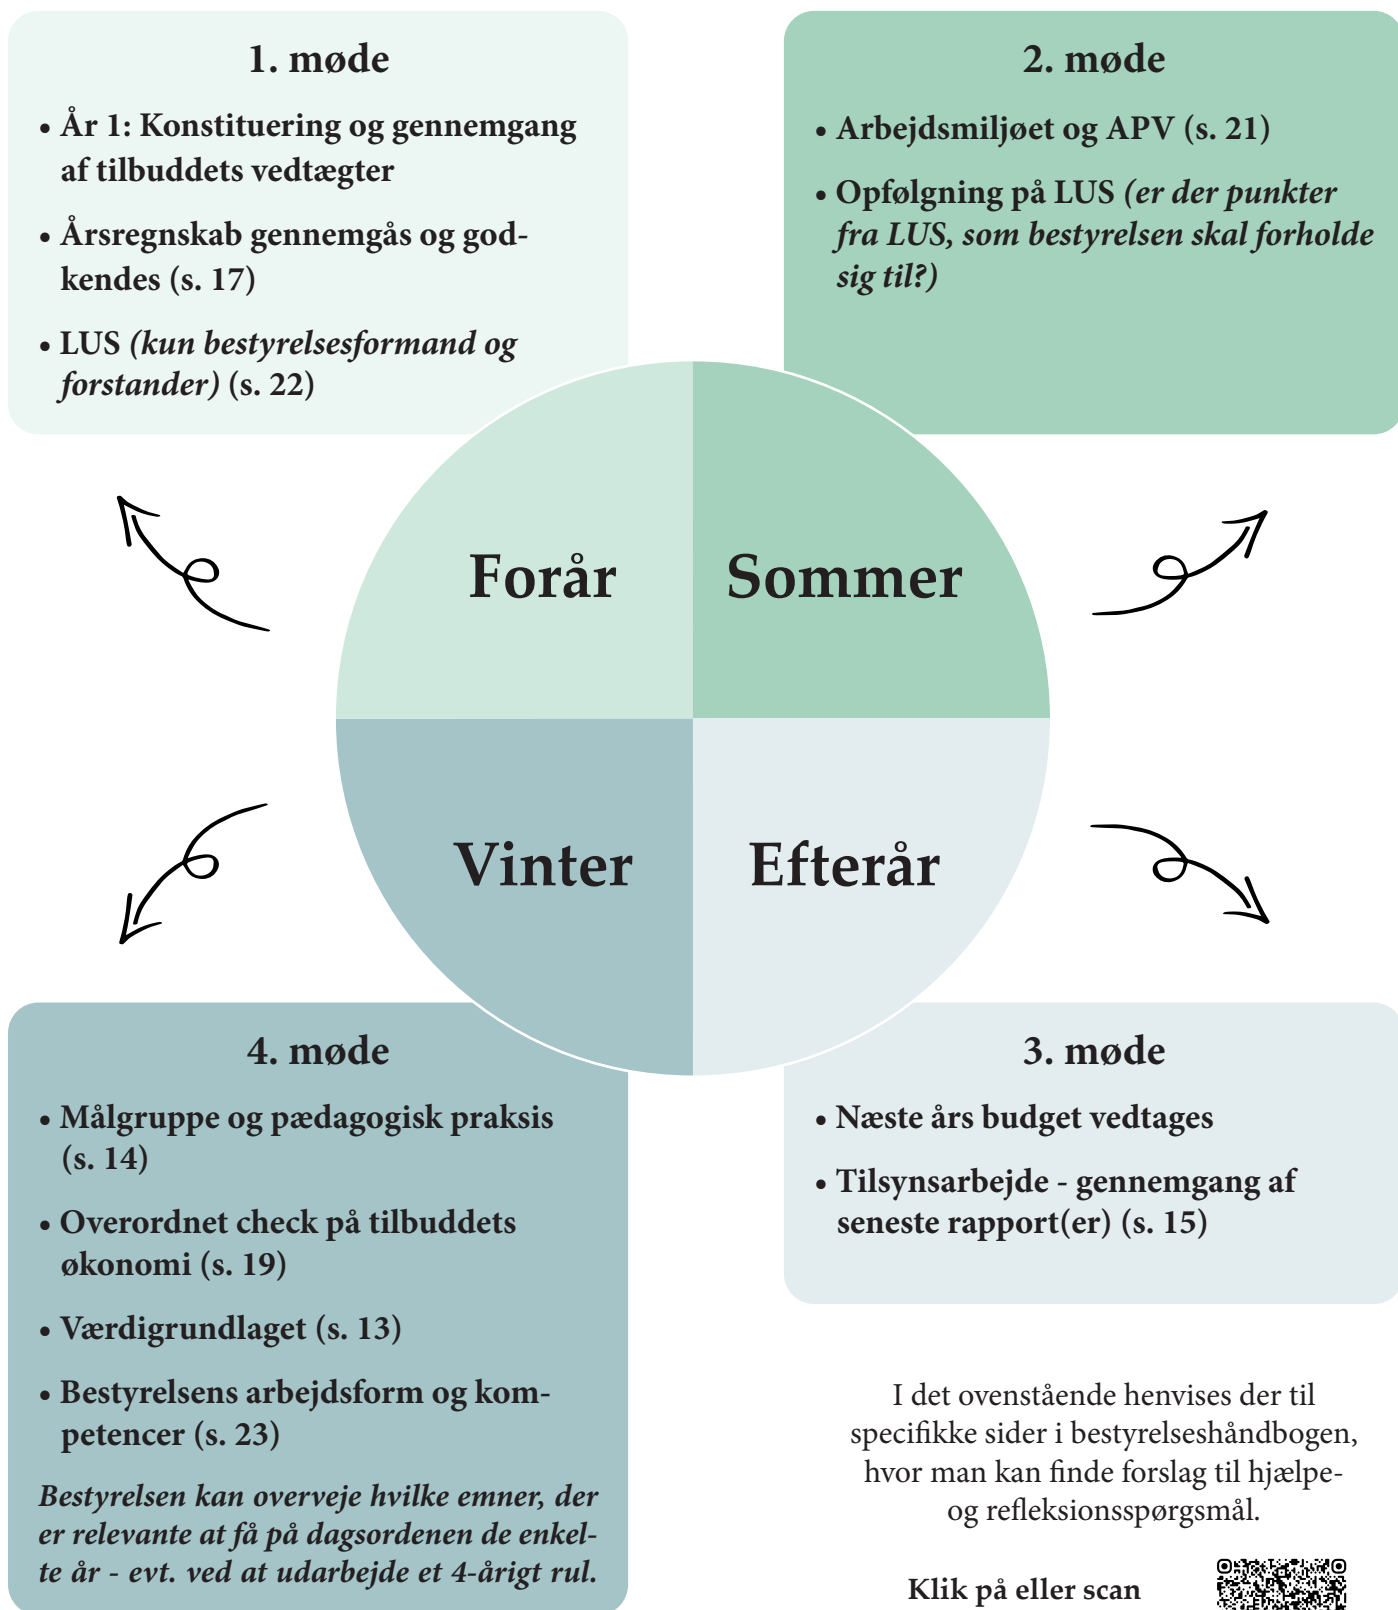 1. møde
• År 1: Konstituering og gennemgang
af tilbuddets vedtægter
• Årsregnskab gennemgås og god-
kendes (s. 17)
• LUS (kun bestyrelsesformand og
forstander) (s. 22)
2. møde
• Arbejdsmiljøet og APV (s. 21)
• Opfølgning på LUS (er der punkter
fra LUS, som bestyrelsen skal forholde
sig til?)
Forår
Sommer
Vinter
Efterår
4. møde
• Målgruppe og pædagogisk praksis
(s. 14)
• Overordnet check på tilbuddets
økonomi (s. 19)
• Værdigrundlaget (s. 13)
• Bestyrelsens arbejdsform og kom-
petencer (s. 23)
Bestyrelsen kan overveje hvilke emner, der
er relevante at få på dagsordenen de enkel-
te år - evt. ved at udarbejde et 4-årigt rul.
3. møde
• Næste års budget vedtages
• Tilsynsarbejde - gennemgang af
seneste rapport(er) (s. 15)
I det ovenstående henvises der til
specifikke sider i bestyrelseshåndbogen,
hvor man kan finde forslag til hjælpe-
og refleksionsspørgsmål.
Klik på eller scan